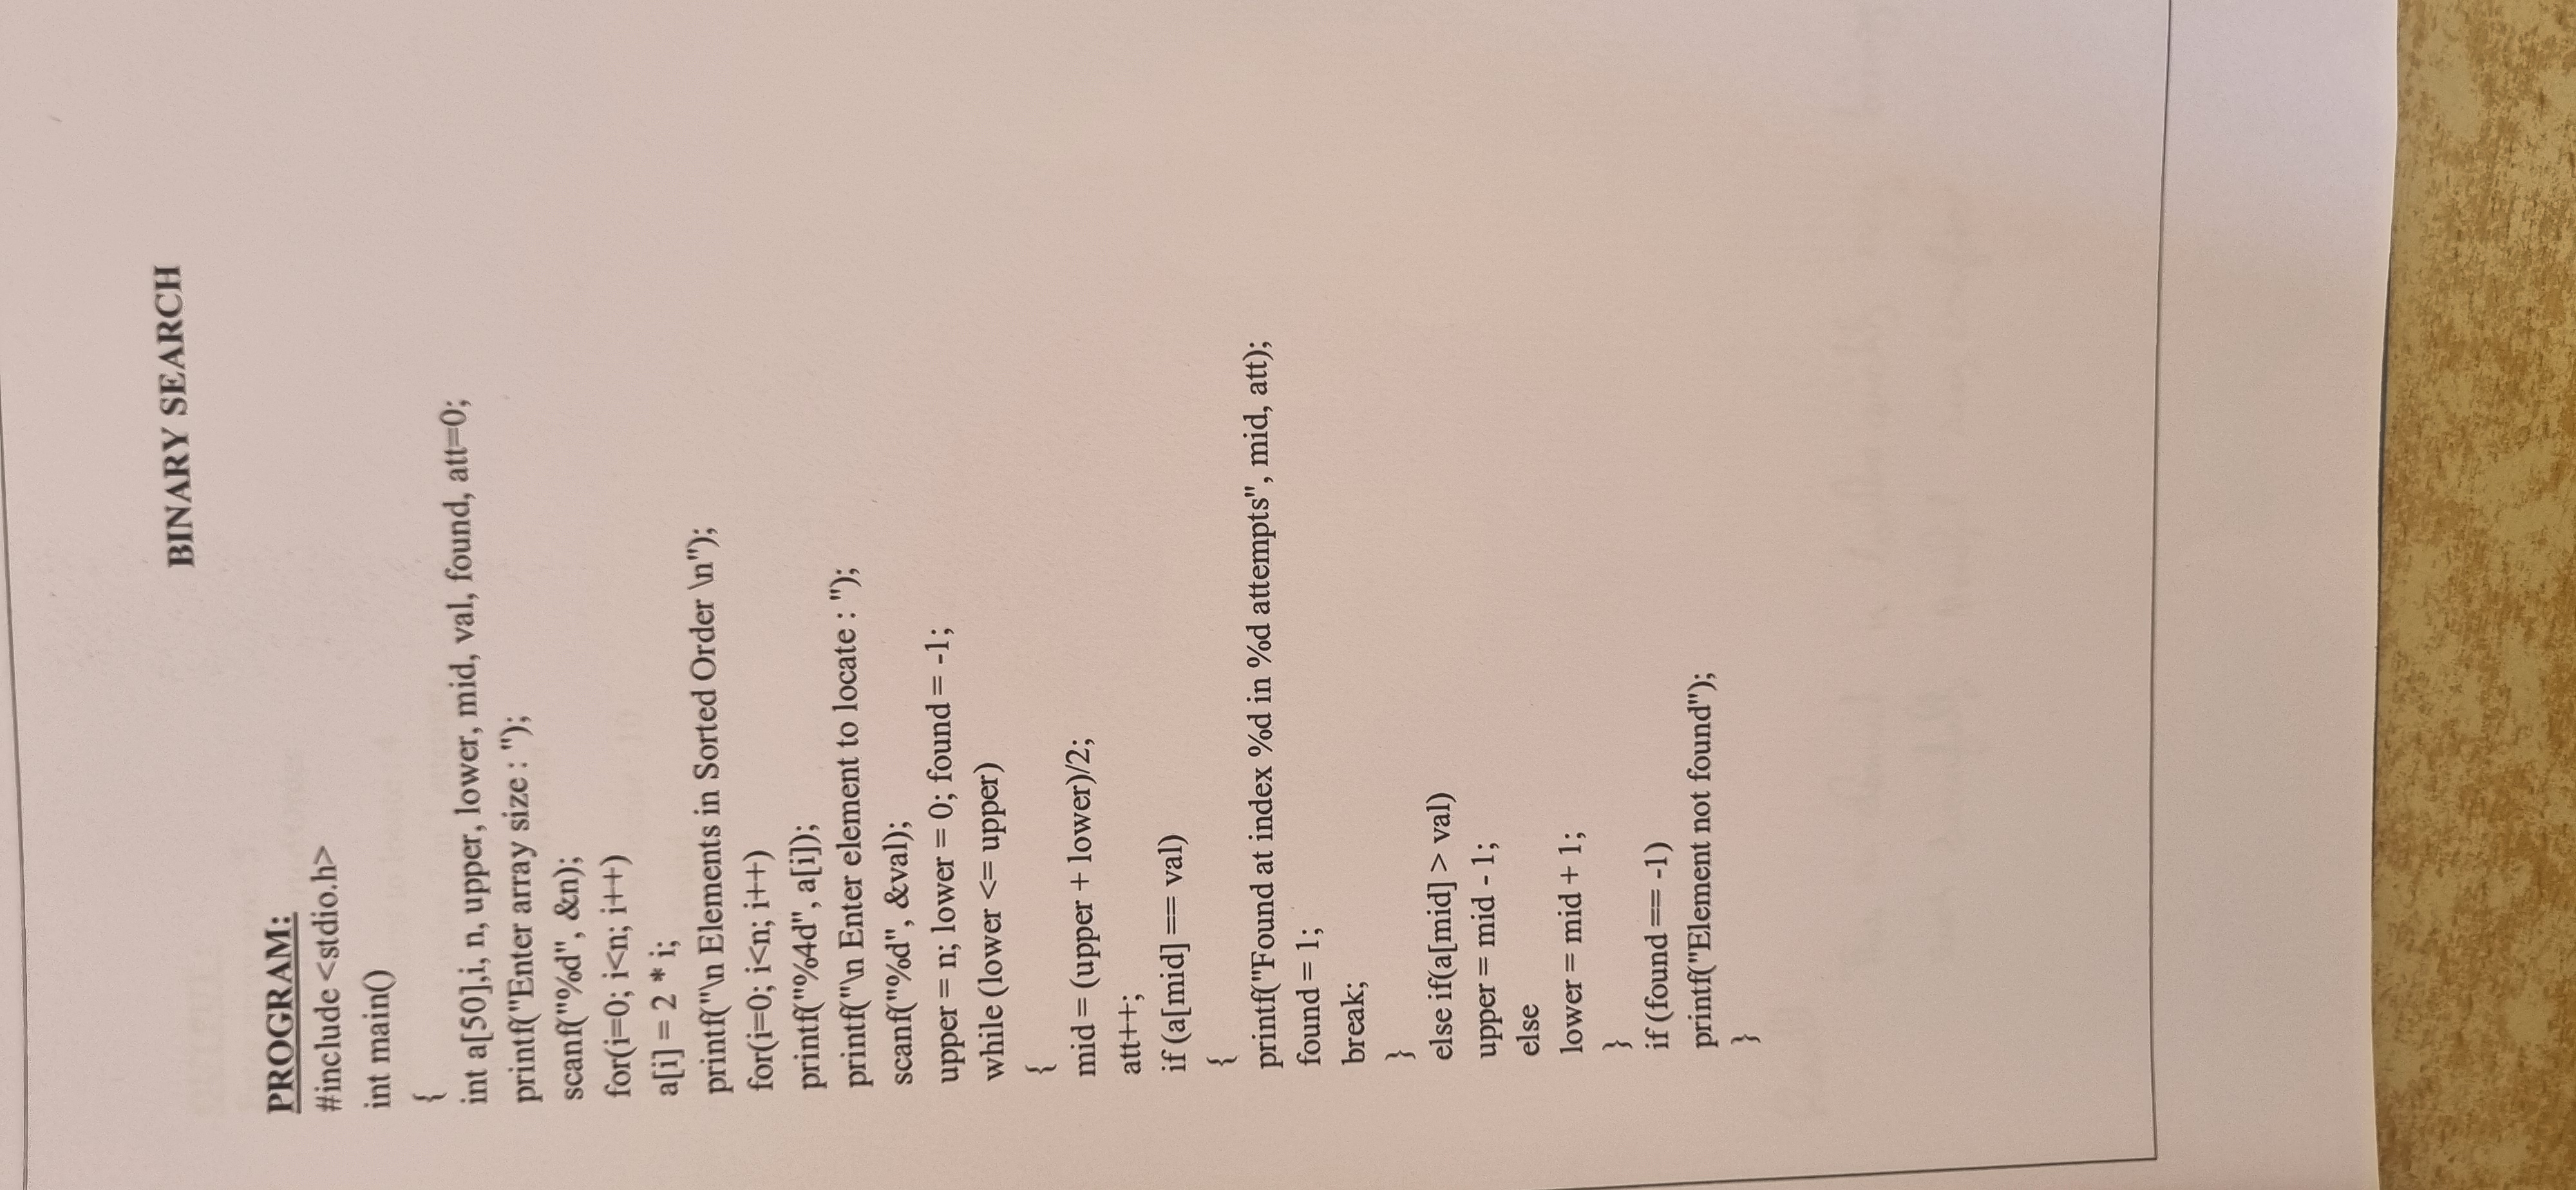 BINARY SEARCH
PROGRAM:
#include <stdio.h>
int main()
{
int a[50],i, n, upper, lower, mid, val, found, att=0;
printf("Enter array size : ");
scanf("%d", &n);
for(i=0; i<n; i++)
a[i] = 2 * i;
printf("\n Elements in Sorted Order \n");
for(i=0; i<n; i++)
printf("%4d", a[i]);
printf("\n Enter element to locate : ");
scanf("%d", &val);
upper = n; lower = 0; found = -1;
while (lower <= upper)
{
mid = (upper + lower)/2;
att++;
if (a[mid] == val)
{
printf("Found at index %d in %d attempts", mid, att);
found = 1;
break;
}
else if(a[mid] > val)
upper = mid - 1;
else
lower = mid + 1;
}
if (found == -1)
printf("Element not found");
}